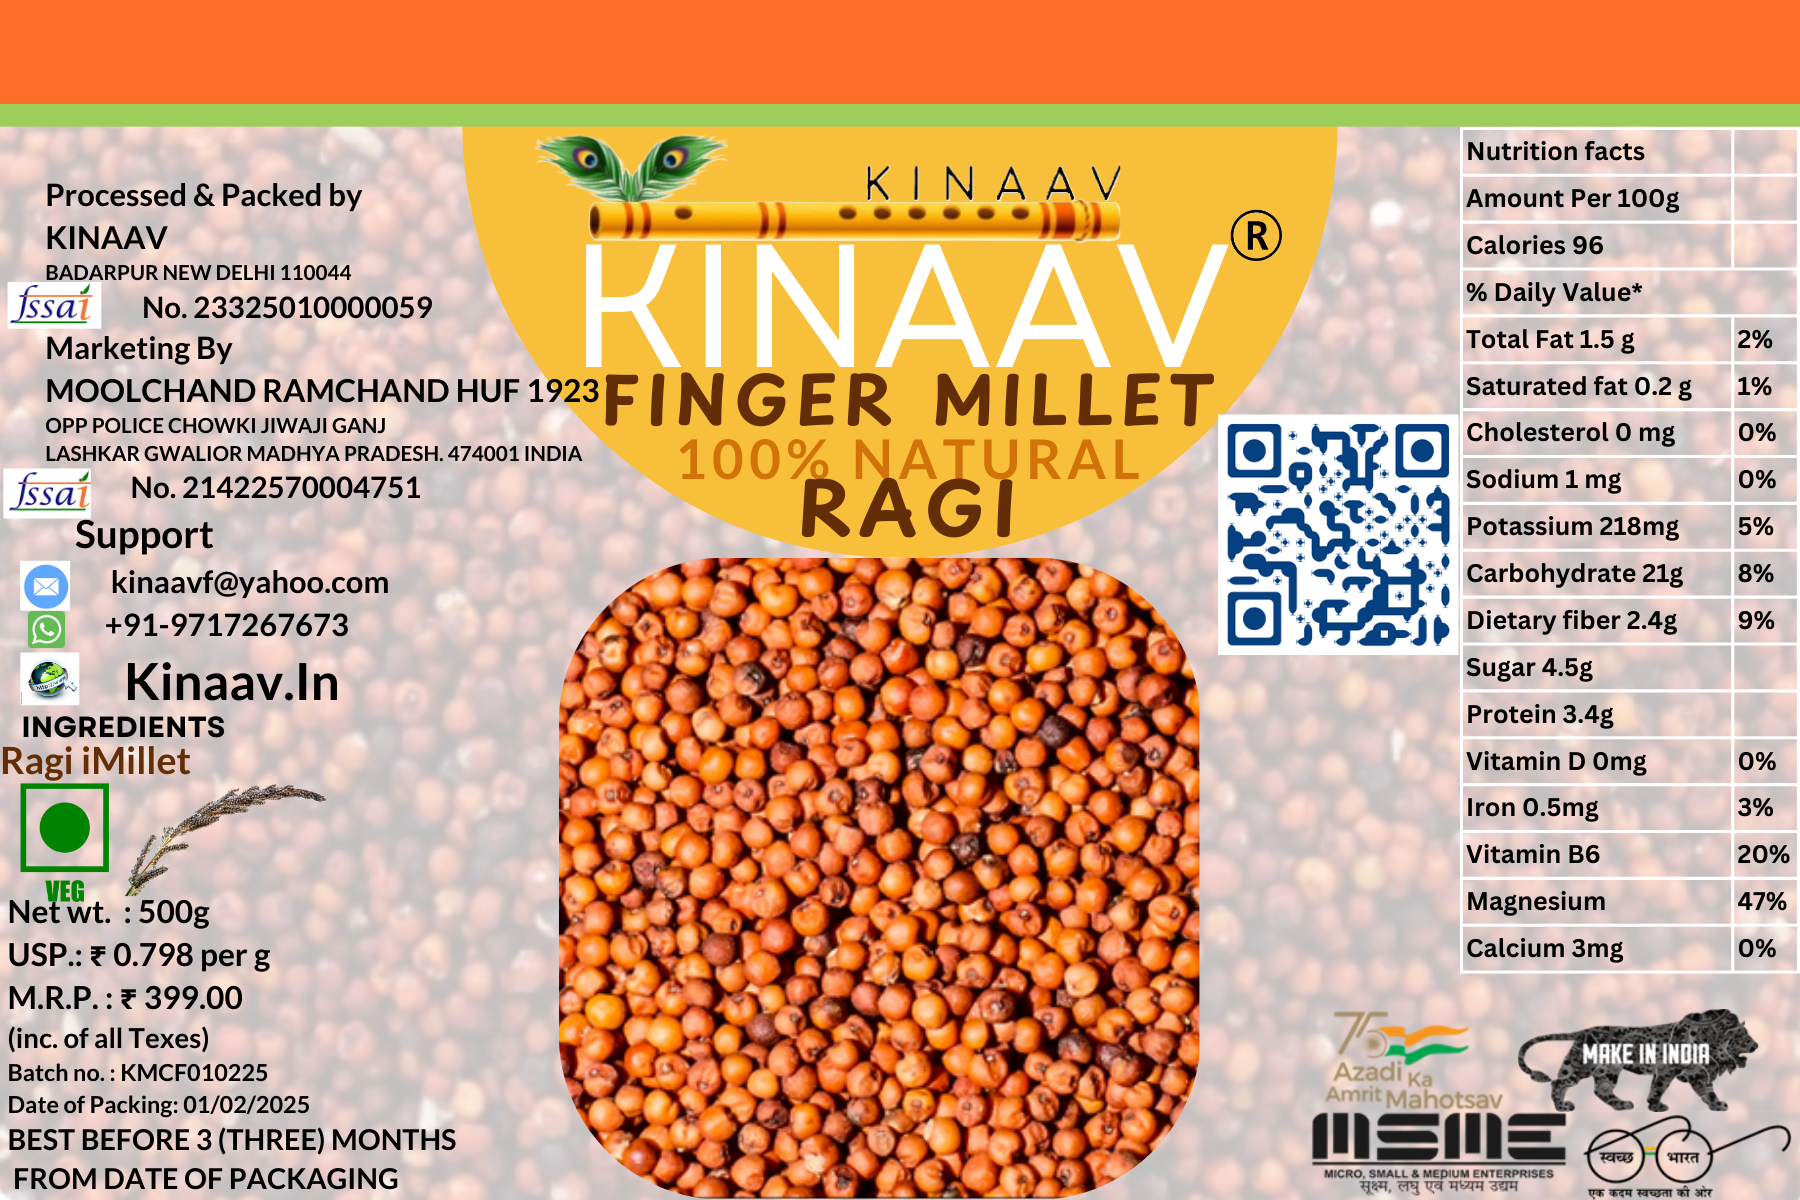 Processed & Packed by
KINAAV
BADARPUR NEW DELHI 110044
fssai No. 23325010000059
Marketing By
MOOLCHAND RAMCHAND HUF 1923
OPP POLICE CHOWKI JIWAJI GANJ
LASHKAR GWALIOR MADHYA PRADESH. 474001 INDIA
fssai No. 21422570004751
Support
kinaavf@yahoo.com
+91-9717267673
Kinaav.In
INGREDIENTS
Ragi iMillet
VEG
Net wt. : 500g
USP.: ₹ 0.798 per g
M.R.P. : ₹ 399.00
(inc. of all Texes)
Batch no. : KMCF010225
Date of Packing: 01/02/2025
BEST BEFORE 3 (THREE) MONTHS
FROM DATE OF PACKAGING
KINAAV
KINAAV®
FINGER MILLET
100% NATURAL
RAGI
Nutrition facts
Amount Per 100g
Calories 96
% Daily Value*
Total Fat 1.5 g 2%
Saturated fat 0.2 g 1%
Cholesterol 0 mg 0%
Sodium 1 mg 0%
Potassium 218mg 5%
Carbohydrate 21g 8%
Dietary fiber 2.4g 9%
Sugar 4.5g
Protein 3.4g
Vitamin D 0mg 0%
Iron 0.5mg 3%
Vitamin B6 20%
Magnesium 47%
Calcium 3mg 0%
75
Azadi Ka
Amrit Mahotsav
MAKE IN INDIA
MSME
MICRO, SMALL & MEDIUM ENTERPRISES
सूक्ष्म, लघु एवं मध्यम उद्यम
स्वच्छ भारत
एक कदम स्वच्छता की ओर